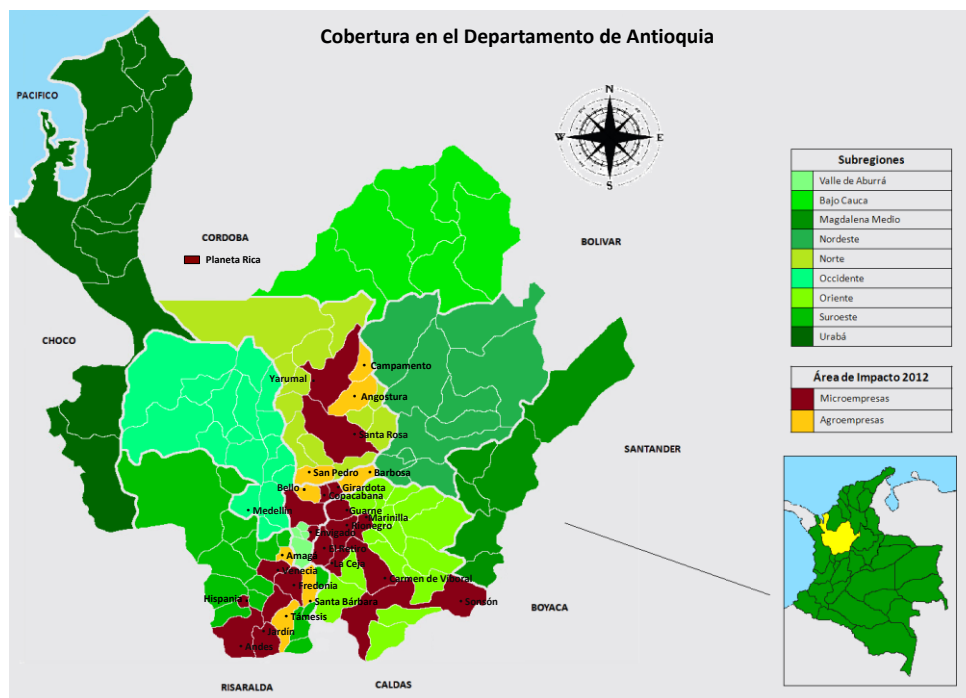 Cobertura en el Departamento de Antioquia
PACIFICO
N
W
E
S
CORDOBA
Planeta Rica
BOLIVAR
CHOCO
SANTANDER
BOYACA
RISARALDA
CALDAS
Yarumal
Campamento
Angostura
Santa Rosa
San Pedro
Barbosa
Bello
Girardota
Copacabana
Medellín
Guarne
Marinilla
Rionegro
Envigado
El Retiro
Amagá
La Ceja
Venecia
Carmen de Viboral
Fredonia
Hispania
Santa Bárbara
Sonsón
Támesis
Jardín
Andes
Subregiones
Valle de Aburrá
Bajo Cauca
Magdalena Medio
Nordeste
Norte
Occidente
Oriente
Suroeste
Urabá
Área de Impacto 2012
Microempresas
Agroempresas